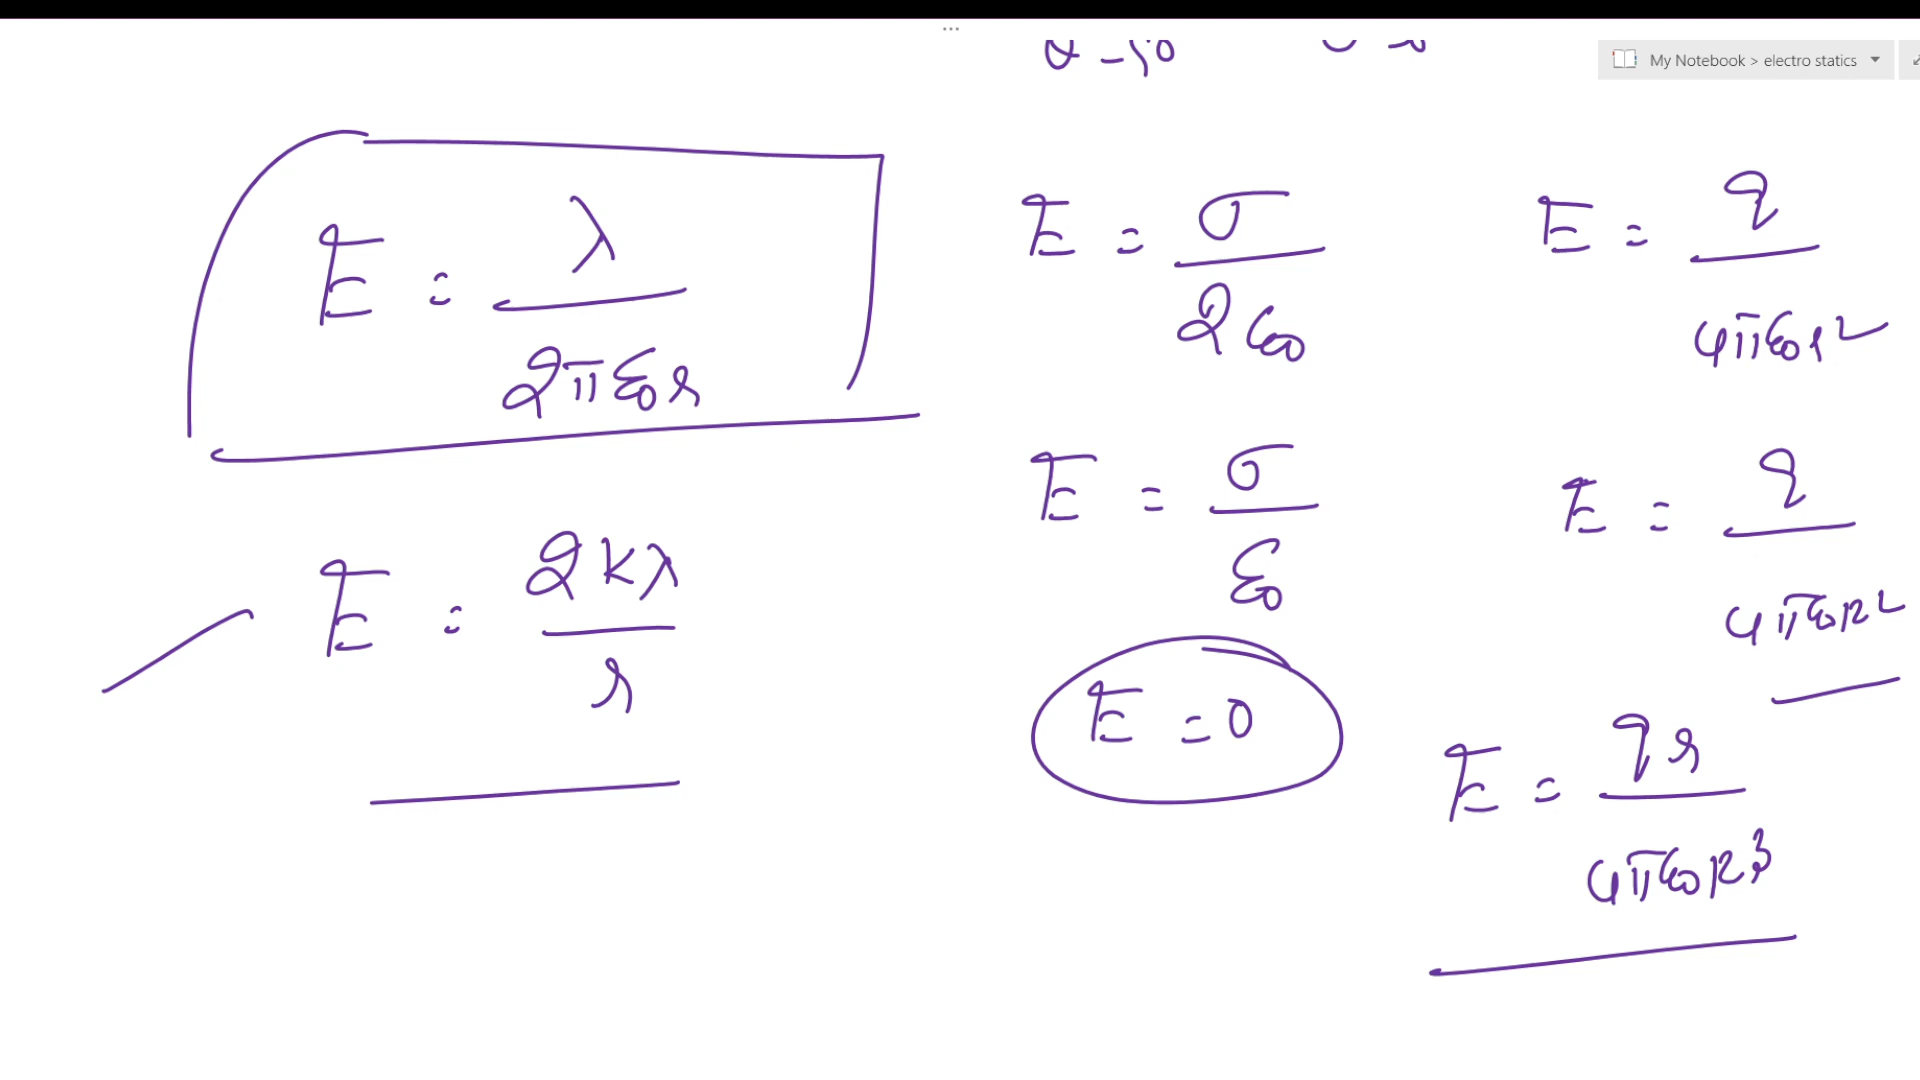 My Notebook > electro statics
E = λ / 2πε0r
E = 2kλ / r
E = σ / 2ε0
E = σ / ε0
E = 0
E = q / 4πε0r²
E = q / 4πε0R²
E = qr / 4πε0R³